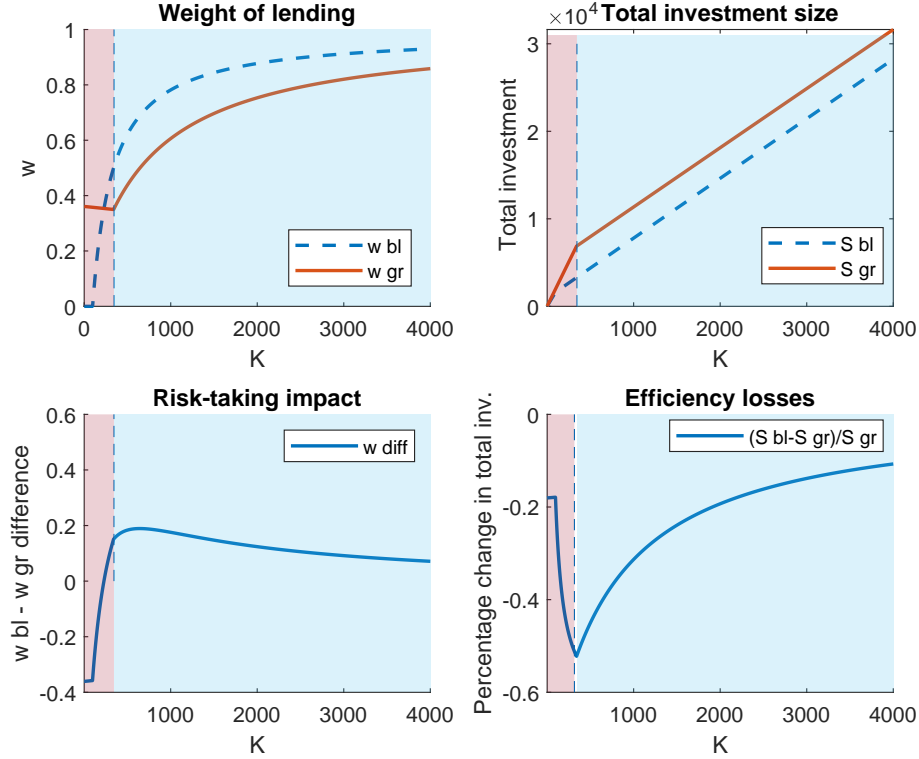 Weight of lending
1
0.8
0.6
0.4
0.2
0
w
w bl
w gr
0
1000
2000
3000
4000
K
×10⁴
Total investment size
3
2
1
0
Total investment
S bl
S gr
0
1000
2000
3000
4000
K
Risk-taking impact
0.6
0.4
0.2
0
-0.2
-0.4
w bl - w gr difference
w diff
0
1000
2000
3000
4000
K
Efficiency losses
0
-0.2
-0.4
-0.6
Percentage change in total inv.
(S bl-S gr)/S gr
0
1000
2000
3000
4000
K